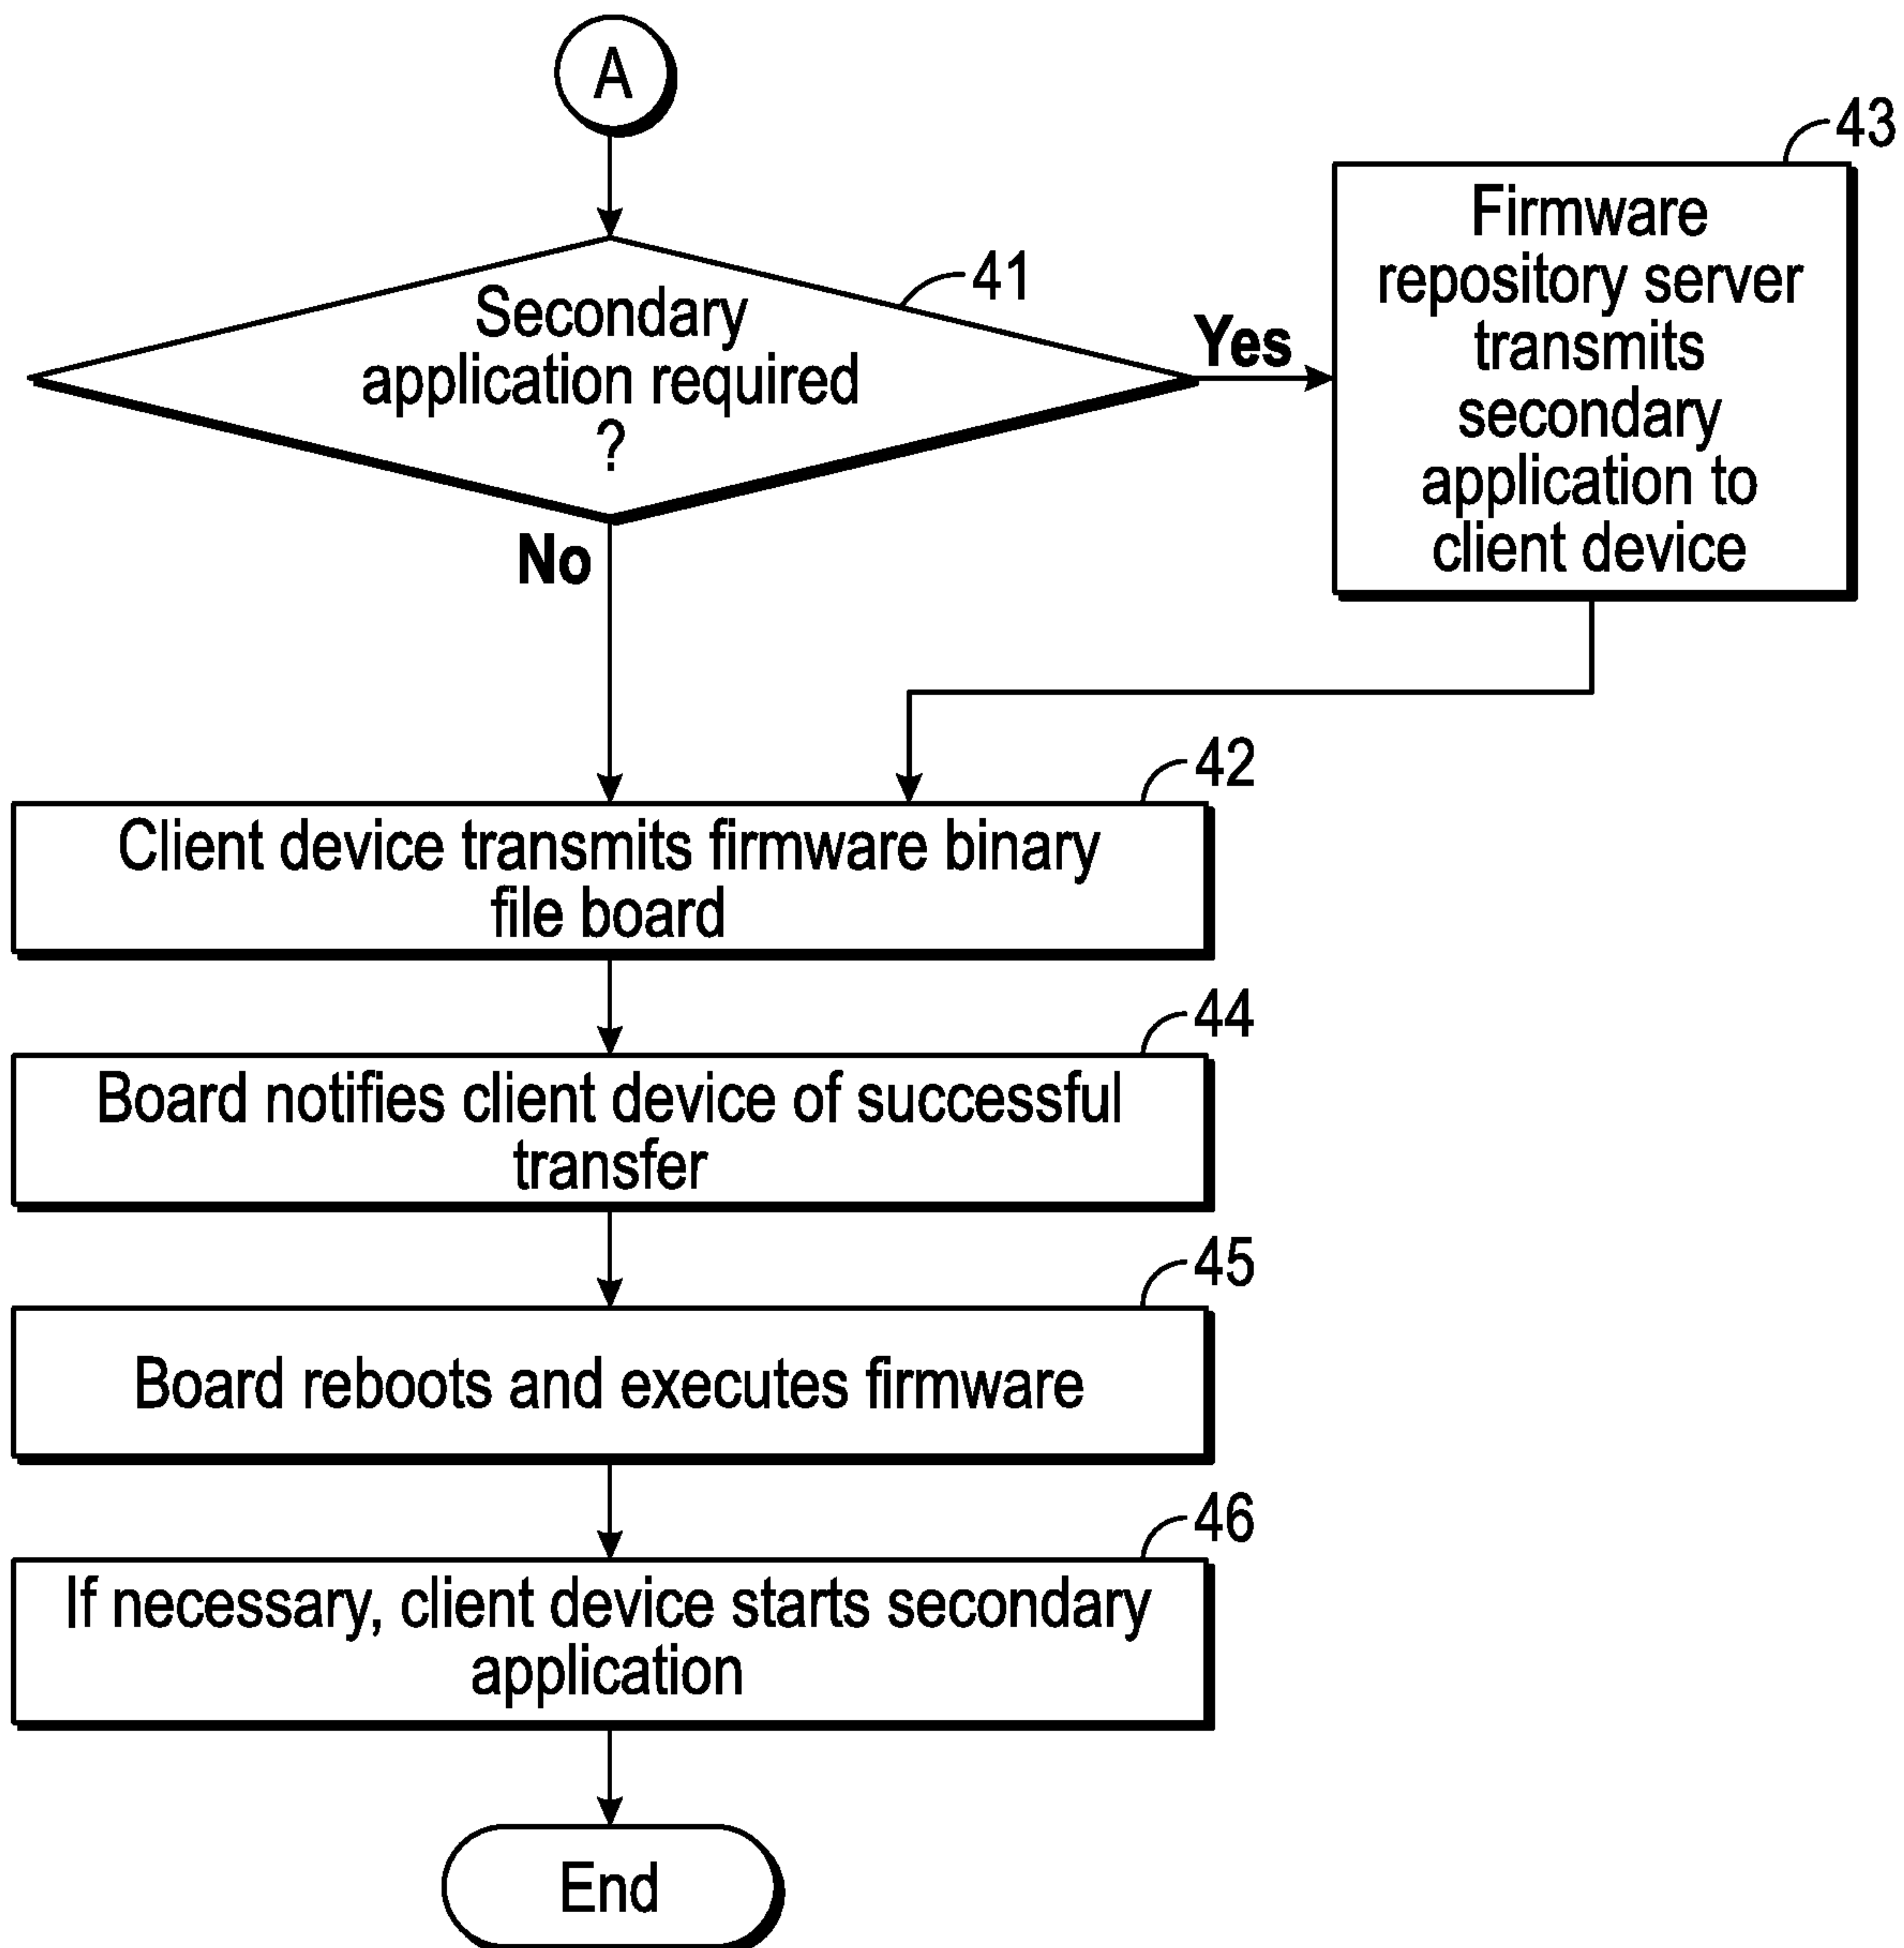 A
41
Secondary
application required
?
Yes
No
43
Firmware
repository server
transmits
secondary
application to
client device
42
Client device transmits firmware binary
file board
44
Board notifies client device of successful
transfer
45
Board reboots and executes firmware
46
If necessary, client device starts secondary
application
End